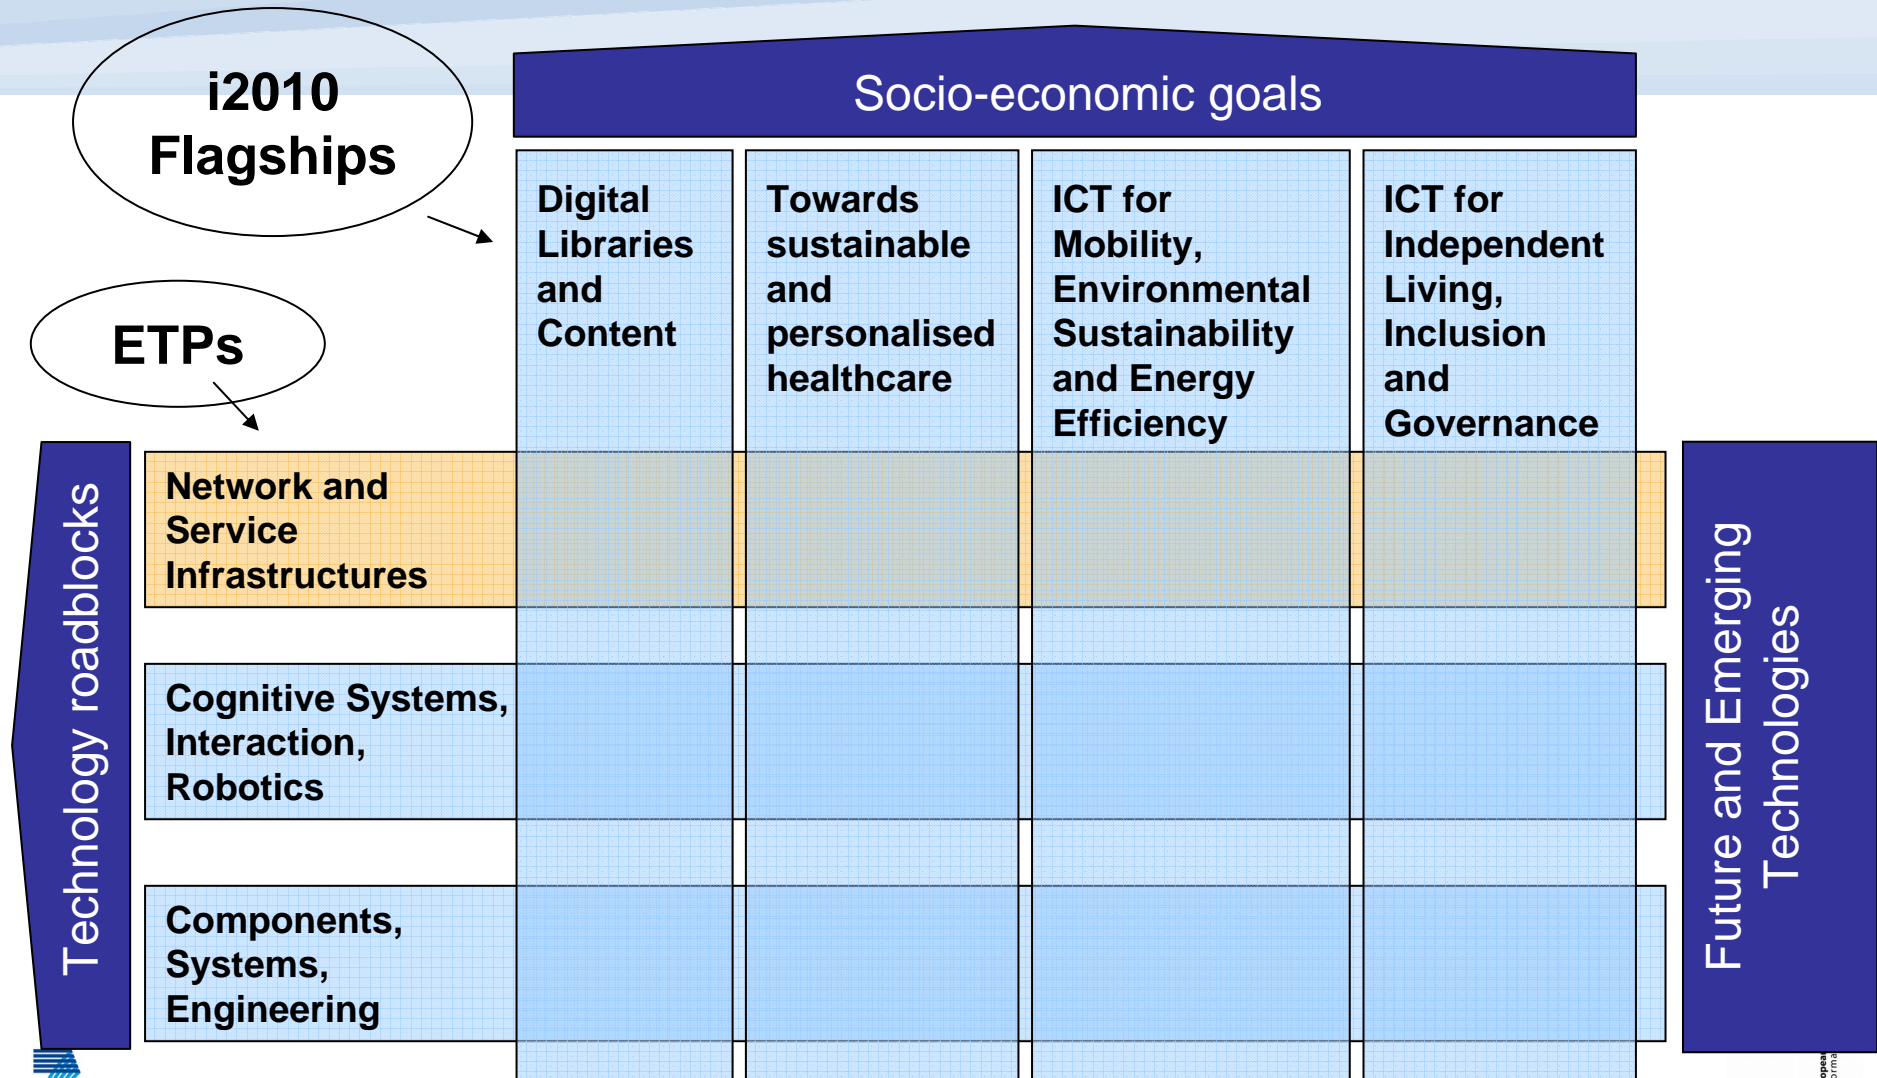 i2010
Flagships
Socio-economic goals
Digital
Libraries
and
Content
Towards
sustainable
and
personalised
healthcare
ICT for
Mobility,
Environmental
Sustainability
and Energy
Efficiency
ICT for
Independent
Living,
Inclusion
and
Governance
ETPs
Technology roadblocks
Network and
Service
Infrastructures
Cognitive Systems,
Interaction,
Robotics
Components,
Systems,
Engineering
Future and Emerging
Technologies